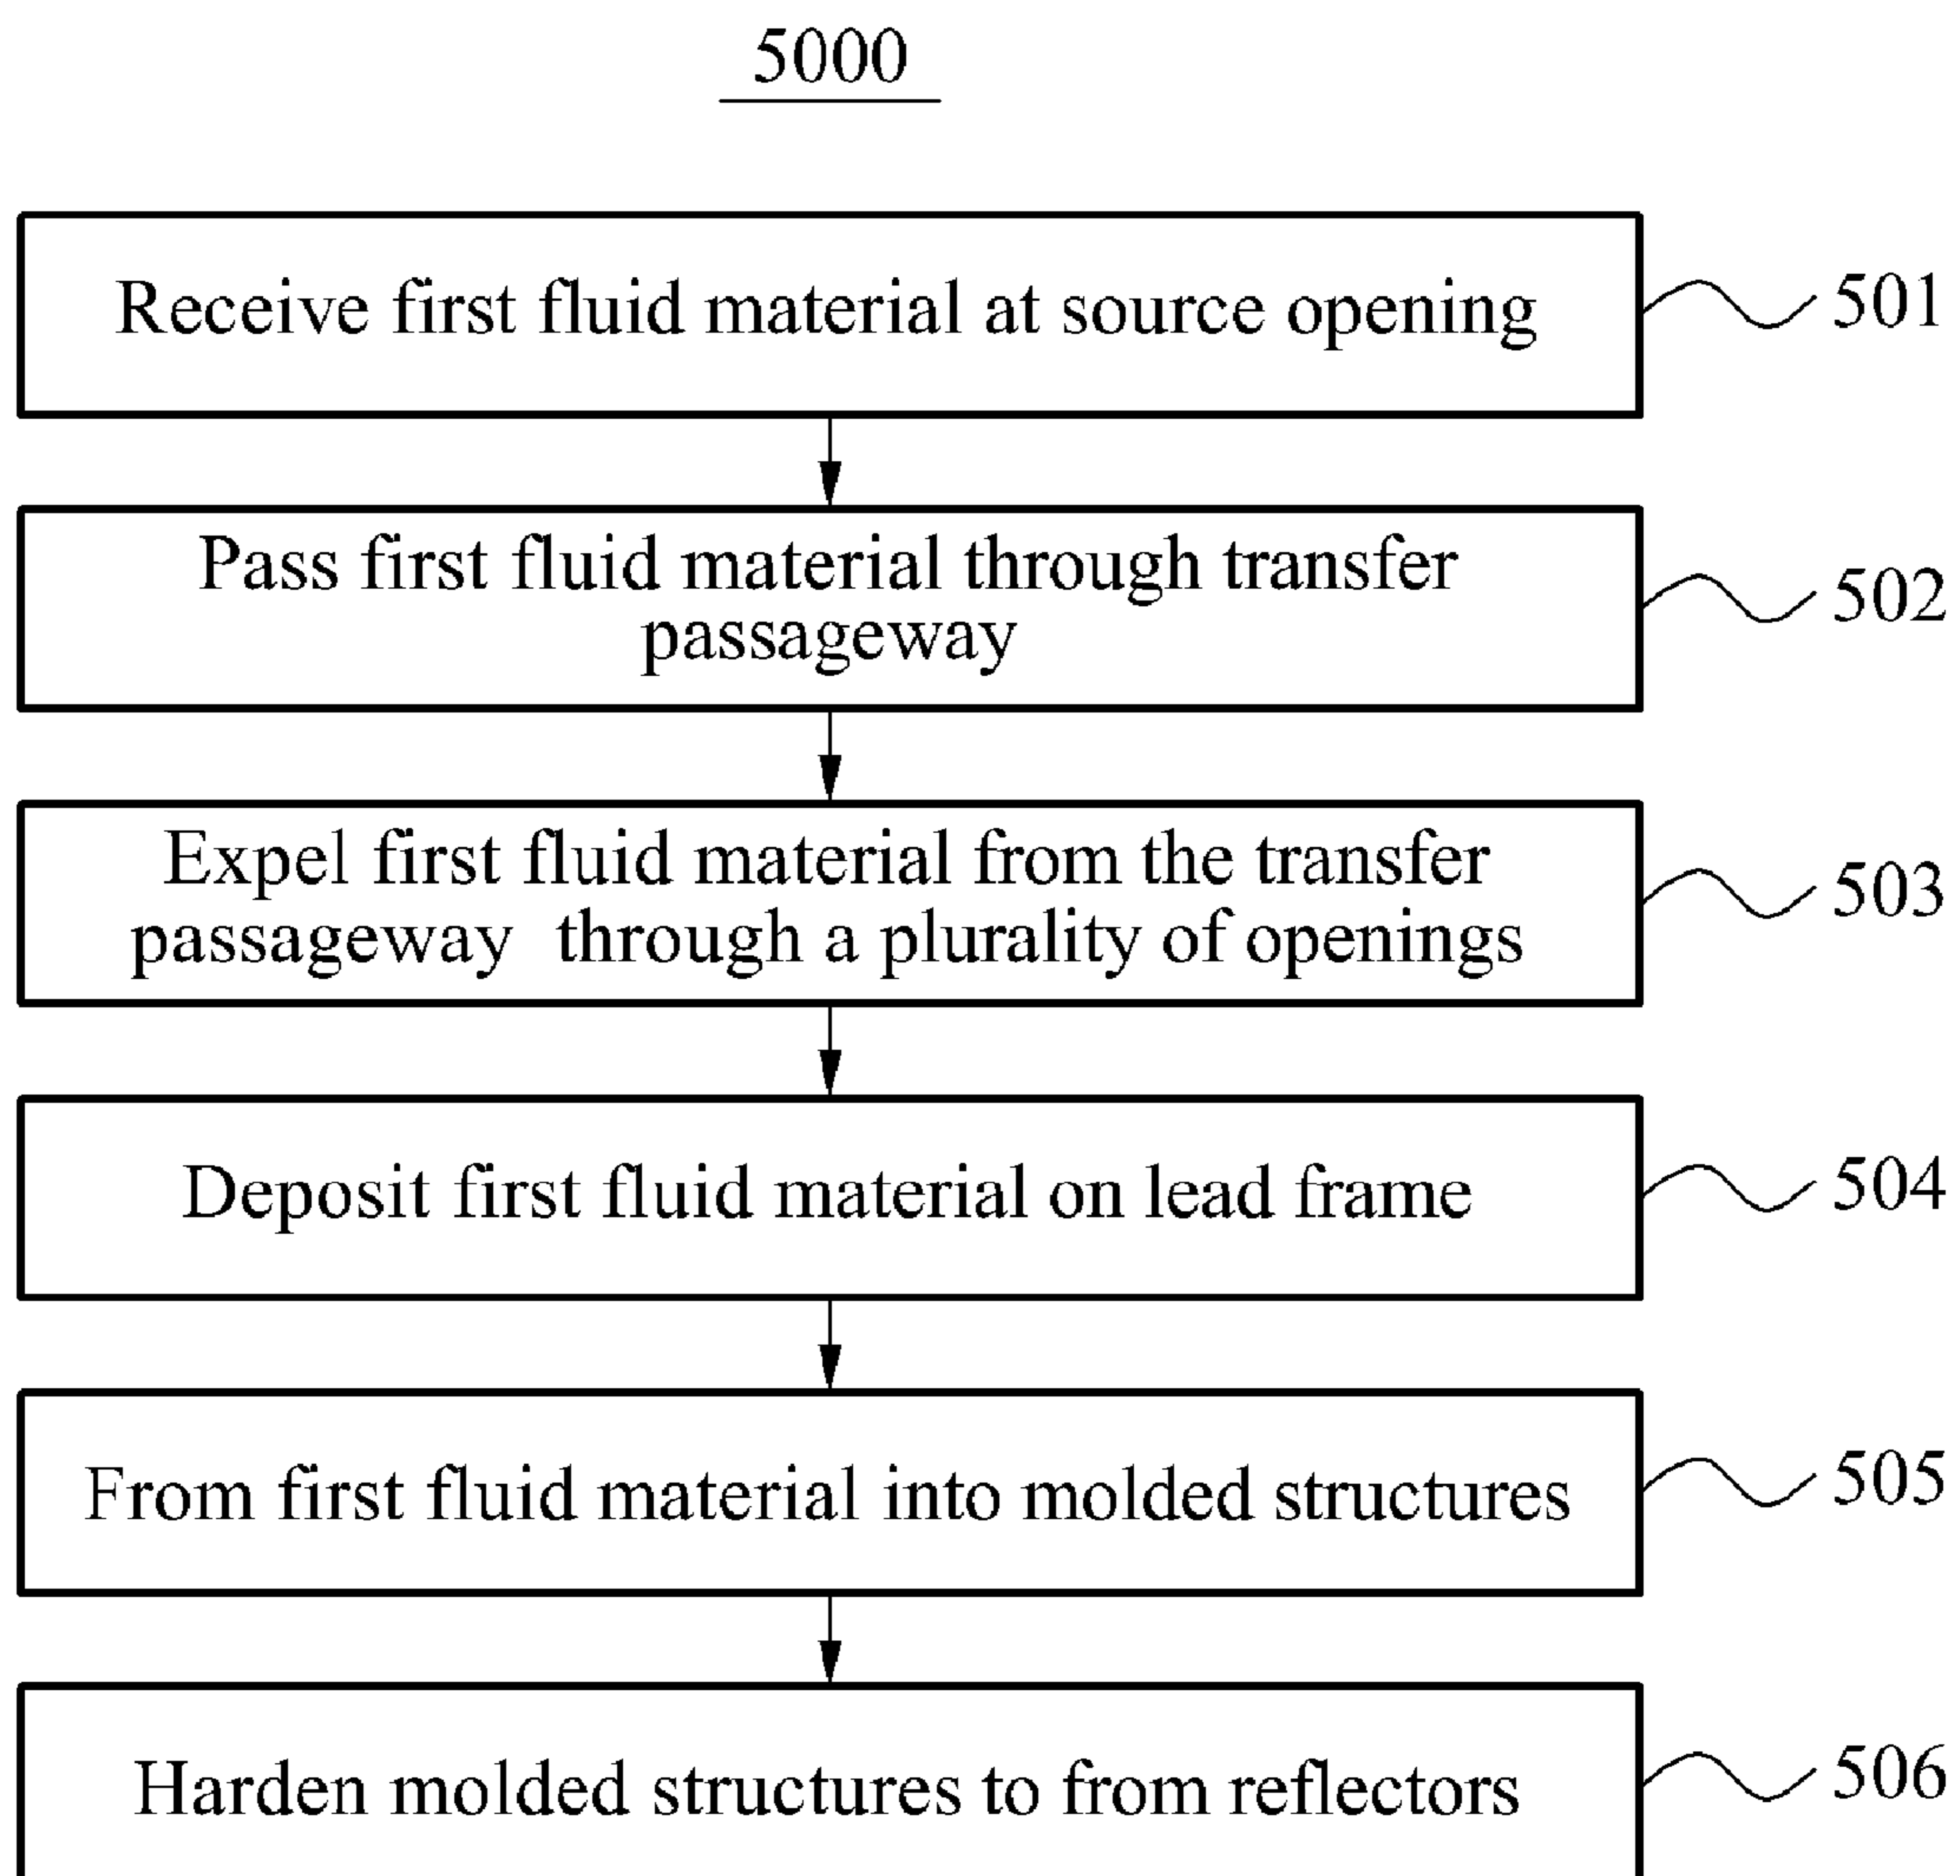 5000
Receive first fluid material at source opening
501
Pass first fluid material through transfer
passageway
502
Expel first fluid material from the transfer
passageway through a plurality of openings
503
Deposit first fluid material on lead frame
504
From first fluid material into molded structures
505
Harden molded structures to from reflectors
506